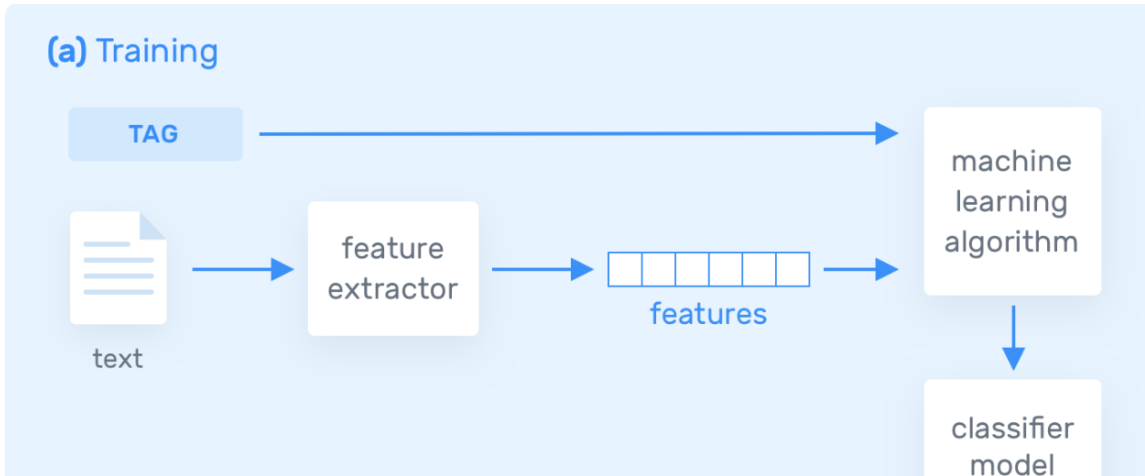 (a) Training
TAG
text
feature
extractor
features
machine
learning
algorithm
classifier
model